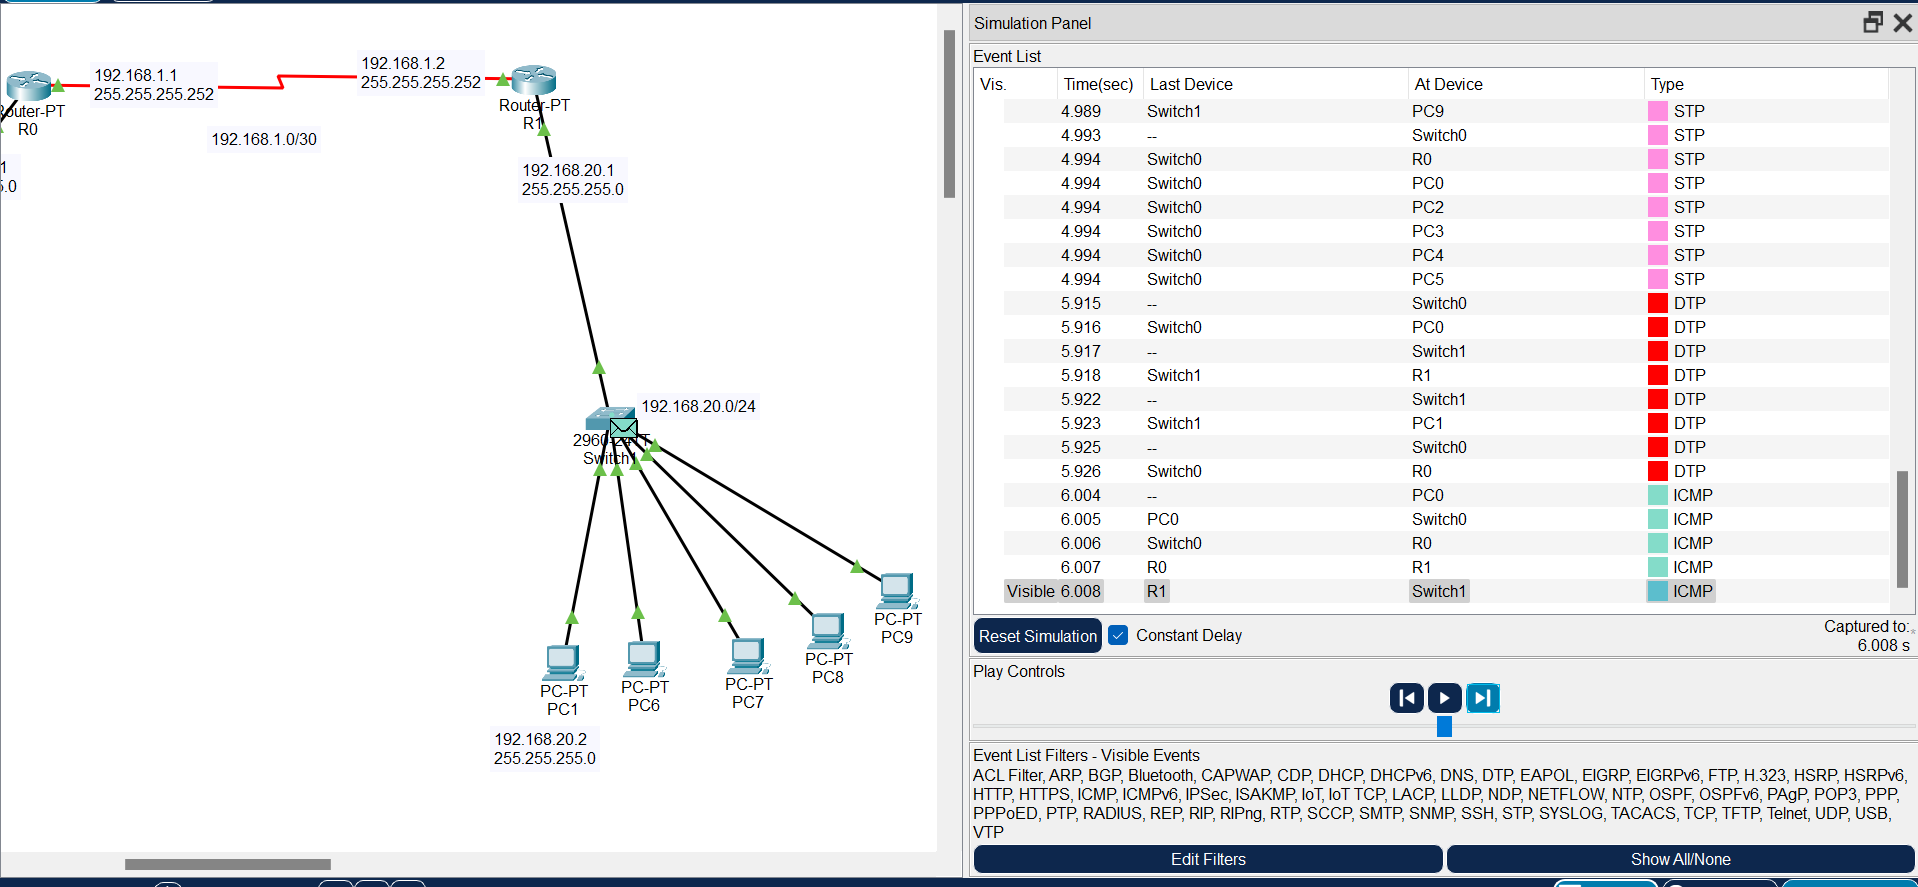 192.168.1.1
255.255.255.252
192.168.1.2
255.255.255.252
Router-PT
R0
Router-PT
R1
192.168.1.0/30
1
5.0
192.168.20.1
255.255.255.0
192.168.20.0/24
2960-24TT
Switch1
PC-PT
PC1
PC-PT
PC6
PC-PT
PC7
PC-PT
PC8
PC-PT
PC9
192.168.20.2
255.255.255.0
Simulation Panel
Event List
Vis. Time(sec) Last Device At Device Type
4.989 Switch1 PC9 STP
4.993 -- Switch0 STP
4.994 Switch0 R0 STP
4.994 Switch0 PC0 STP
4.994 Switch0 PC2 STP
4.994 Switch0 PC3 STP
4.994 Switch0 PC4 STP
4.994 Switch0 PC5 STP
5.915 -- Switch0 DTP
5.916 Switch0 PC0 DTP
5.917 -- Switch1 DTP
5.918 Switch1 R1 DTP
5.922 -- Switch1 DTP
5.923 Switch1 PC1 DTP
5.925 -- Switch0 DTP
5.926 Switch0 R0 DTP
6.004 -- PC0 ICMP
6.005 PC0 Switch0 ICMP
6.006 Switch0 R0 ICMP
6.007 R0 R1 ICMP
Visible 6.008 R1 Switch1 ICMP
Reset Simulation Constant Delay
Captured to:
6.008 s
Play Controls
Event List Filters - Visible Events
ACL Filter, ARP, BGP, Bluetooth, CAPWAP, CDP, DHCP, DHCPv6, DNS, DTP, EAPOL, EIGRP, EIGRPv6, FTP, H.323, HSRP, HSRPv6,
HTTP, HTTPS, ICMP, ICMPv6, IPSec, ISAKMP, IoT, IoT TCP, LACP, LLDP, NDP, NETFLOW, NTP, OSPF, OSPFv6, PAgP, POP3, PPP,
PPPoED, PTP, RADIUS, REP, RIP, RIPng, RTP, SCCP, SMTP, SNMP, SSH, STP, SYSLOG, TACACS, TCP, TFTP, Telnet, UDP, USB,
VTP
Edit Filters Show All/None